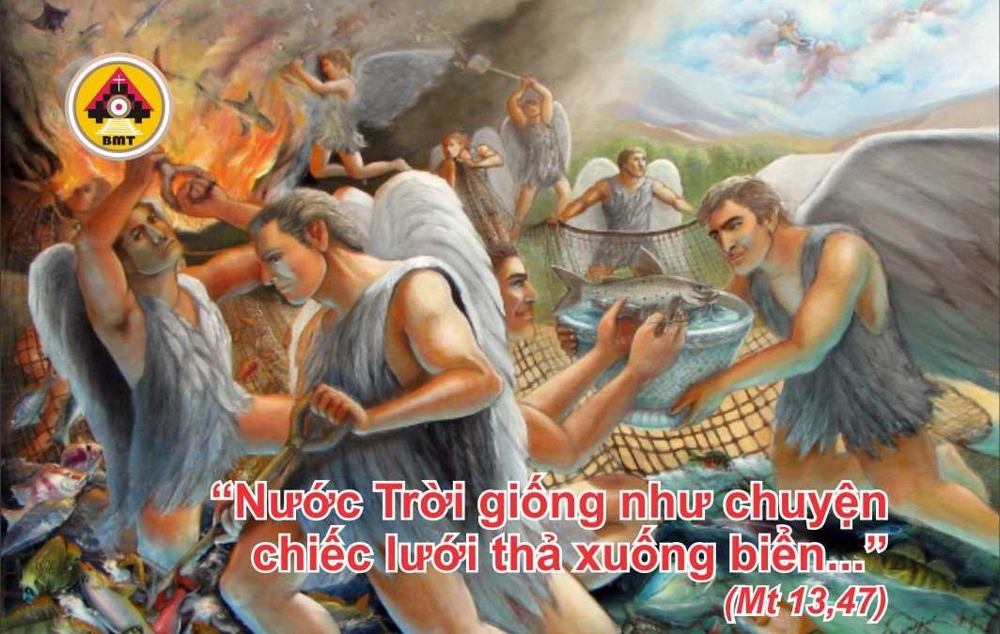 BMT
“Nước Trời giống như chuyện
chiếc lưới thả xuống biển...”
(Mt 13,47)